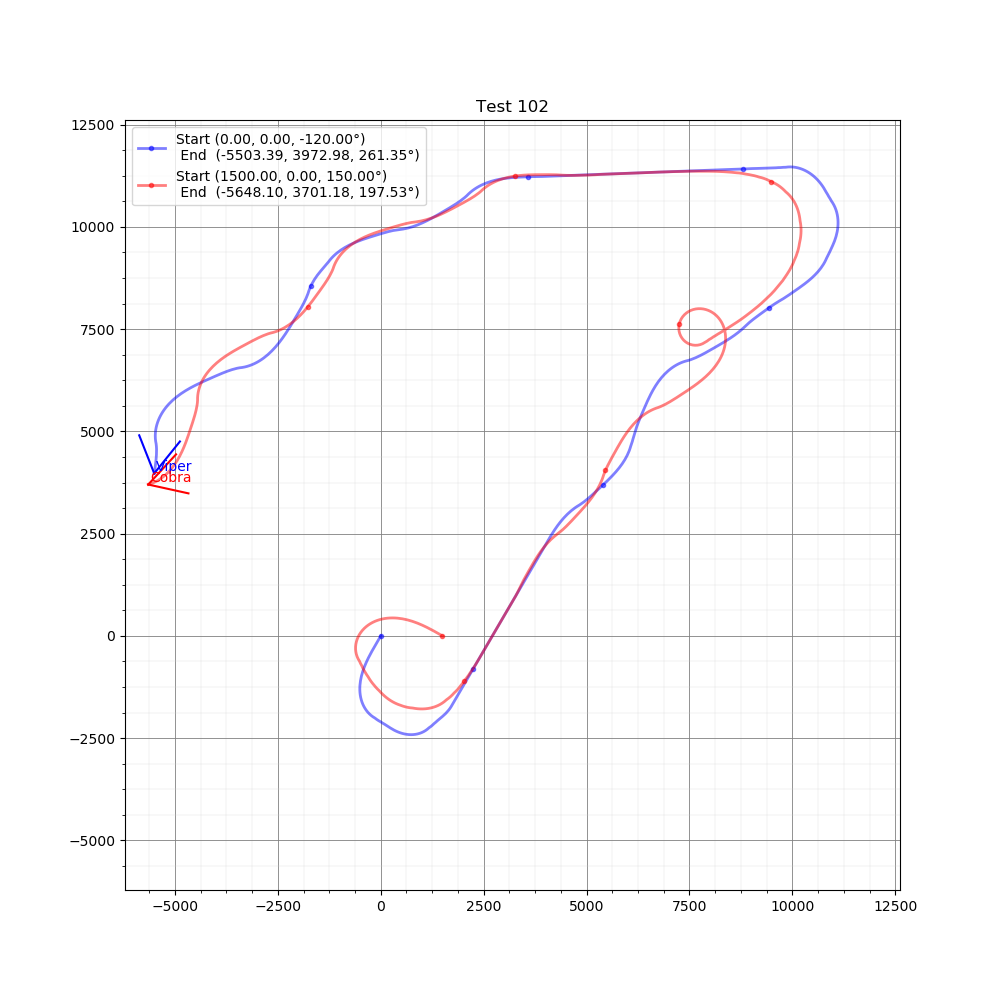 Test 102
Start (0.00, 0.00, -120.00°)
End  (-5503.39, 3972.98, 261.35°)
Start (1500.00, 0.00, 150.00°)
End  (-5648.10, 3701.18, 197.53°)
12500
10000
7500
5000
2500
0
−2500
−5000
Viper
Cobra
−5000 −2500 0 2500 5000 7500 10000 12500